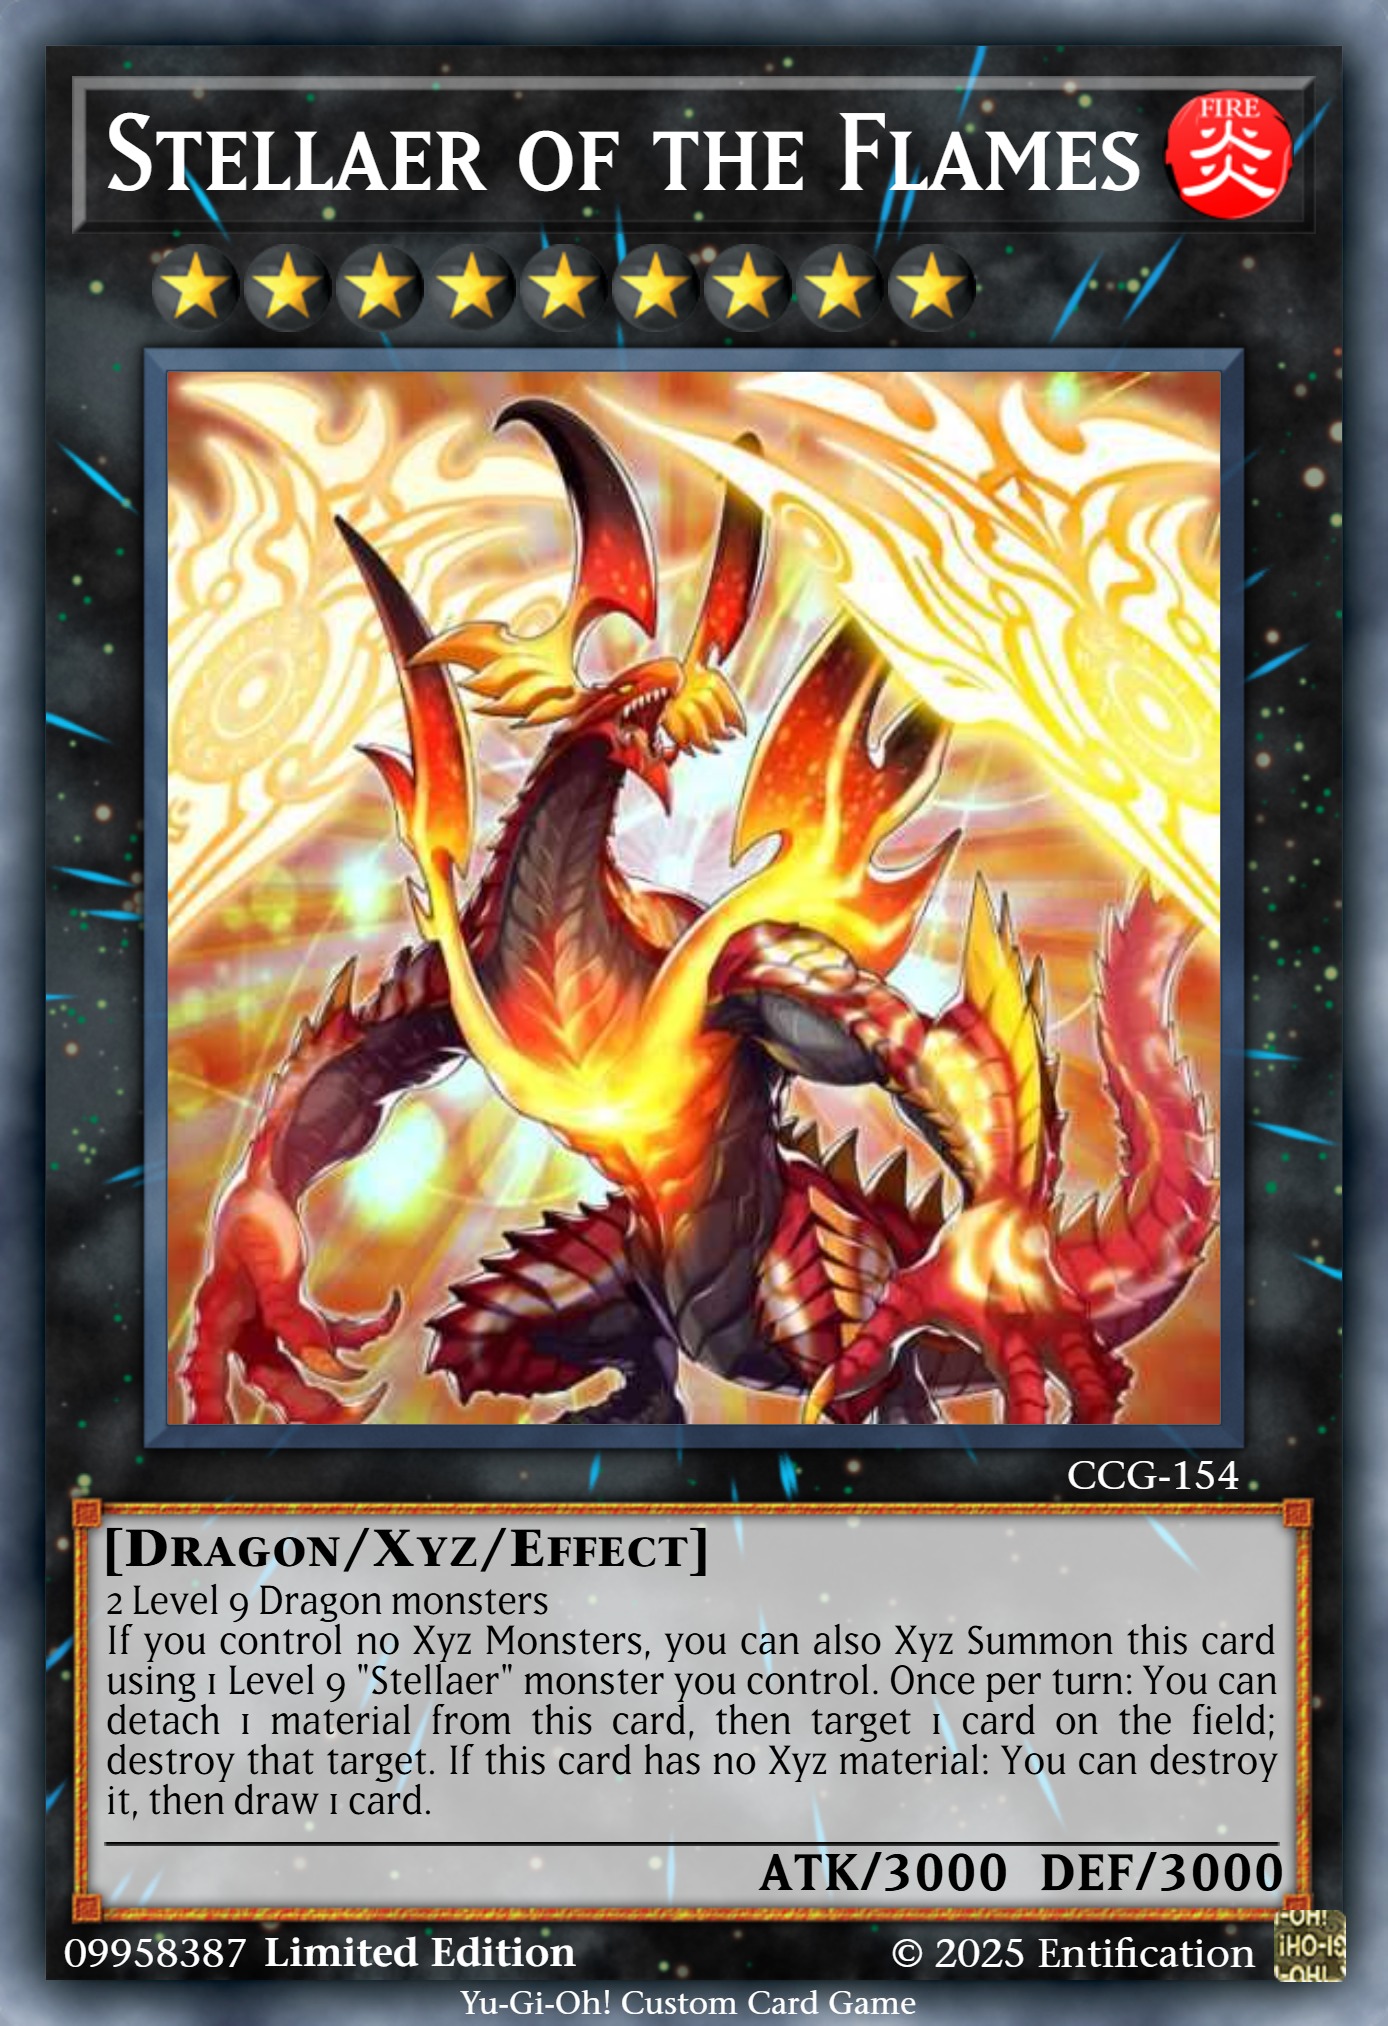 Stellaer of the Flames
FIRE
炎
CCG-154
[Dragon/Xyz/Effect]
2 Level 9 Dragon monsters
If you control no Xyz Monsters, you can also Xyz Summon this card
using 1 Level 9 "Stellaer" monster you control. Once per turn: You can
detach 1 material from this card, then target 1 card on the field;
destroy that target. If this card has no Xyz material: You can destroy
it, then draw 1 card.
ATK/3000 DEF/3000
09958387 Limited Edition
© 2025 Entification
Yu-Gi-Oh! Custom Card Game